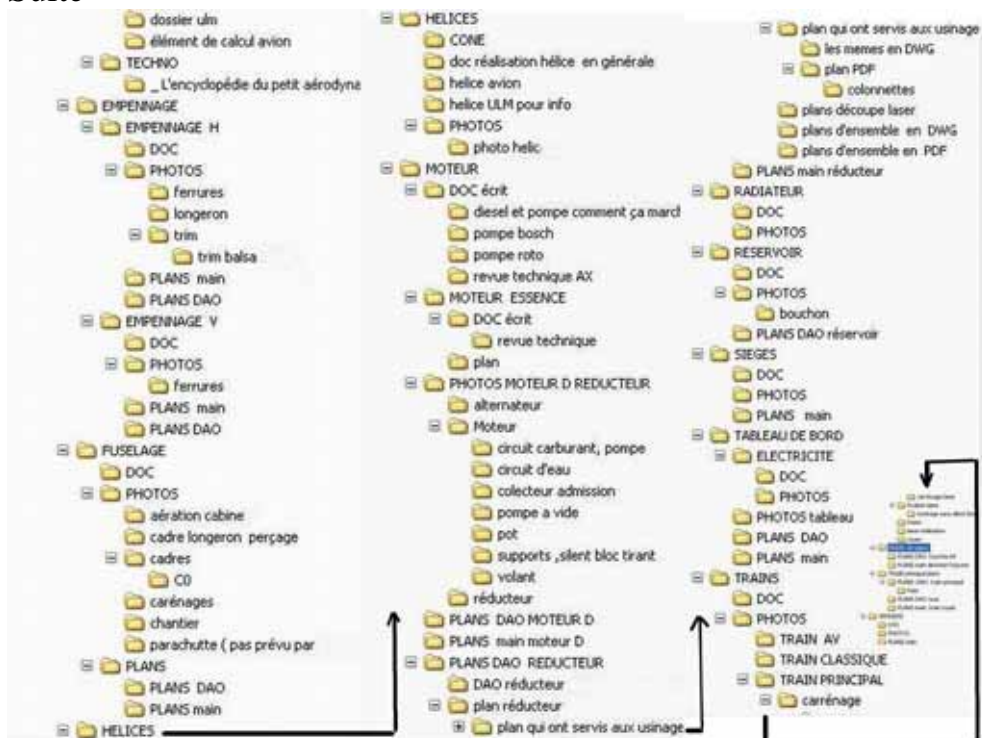 Suite
dossier ulm
élément de calcul avion
TECHNO
_ L'encyclopédie du petit aérodyna
EMPENNAGE
EMPENNAGE H
DOC
PHOTOS
ferrures
longeron
trim
trim balsa
PLANS main
PLANS DAO
EMPENNAGE V
DOC
PHOTOS
ferrures
PLANS main
PLANS DAO
FUSELAGE
DOC
PHOTOS
aération cabine
cadre longeron perçage
cadres
C0
carénages
chantier
parachutte ( pas prévu par
PLANS
PLANS DAO
PLANS main
HELICES
HELICES
CONE
doc réalisation hélice en générale
helice avion
helice ULM pour info
PHOTOS
photo helic
MOTEUR
DOC écrit
diesel et pompe comment ça marcl
pompe bosch
pompe roto
revue technique AX
MOTEUR ESSENCE
DOC écrit
revue technique
plan
PHOTOS MOTEUR D REDUCTEUR
alternateur
Moteur
circuit carburant, pompe
circuit d'eau
colecteur admission
pompe a vide
pot
supports ,silent bloc tirant
volant
réducteur
PLANS DAO MOTEUR D
PLANS main moteur D
PLANS DAO REDUCTEUR
DAO réducteur
plan réducteur
plan qui ont servis aux usinage
plan qui ont servis aux usinage
les memes en DWG
plan PDF
colonnettes
plans découpe laser
plans d'ensemble en DWG
plans d'ensemble en PDF
PLANS main réducteur
RADIATEUR
DOC
PHOTOS
RESERVOIR
DOC
PHOTOS
bouchon
PLANS DAO réservoir
SIEGES
DOC
PHOTOS
PLANS main
TABLEAU DE BORD
ELECTRICITE
DOC
PHOTOS
PHOTOS tableau
PLANS DAO
PLANS main
TRAINS
DOC
PHOTOS
TRAIN AV
TRAIN CLASSIQUE
TRAIN PRINCIPAL
carrénage